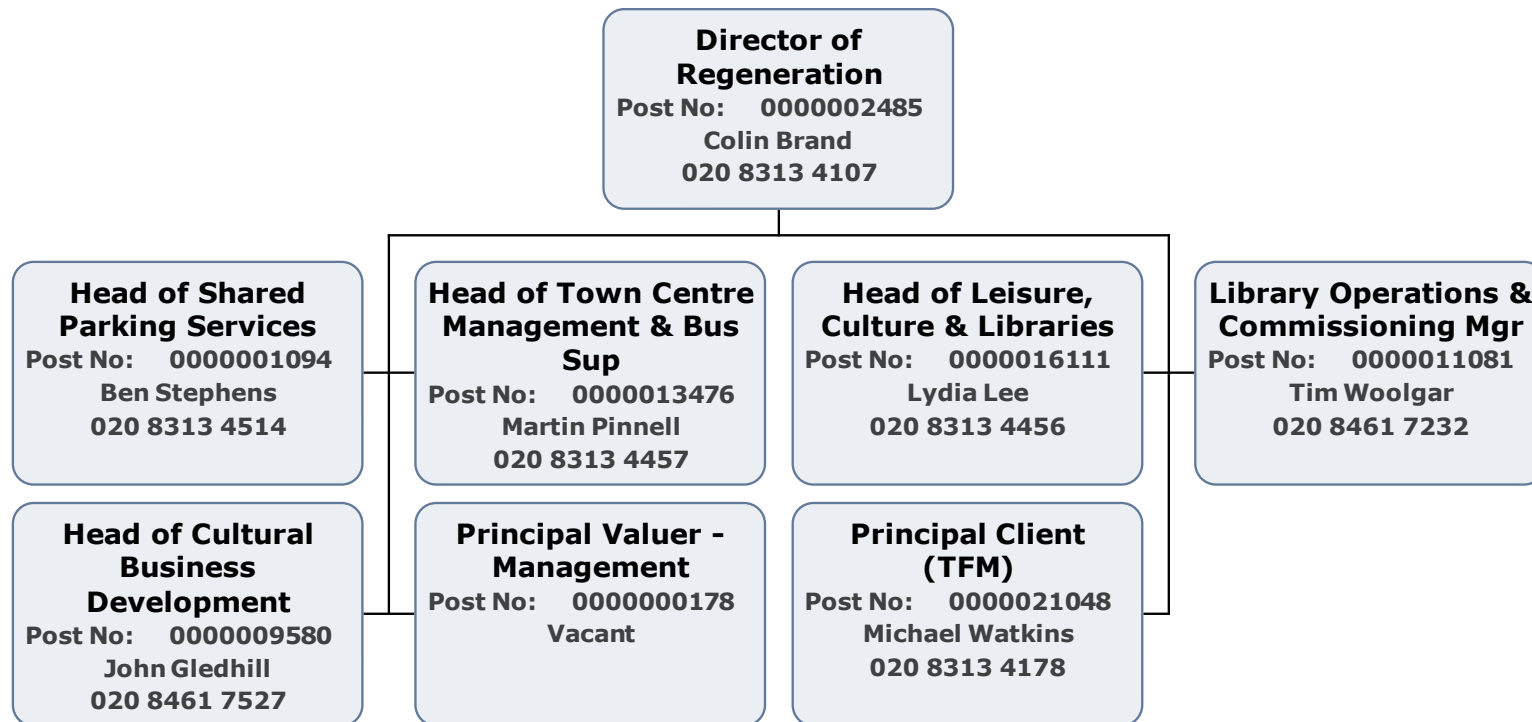 Director of
Regeneration
Post No: 0000002485
Colin Brand
020 8313 4107
Head of Shared
Parking Services
Post No: 0000001094
Ben Stephens
020 8313 4514
Head of Town Centre
Management & Bus
Sup
Post No: 0000013476
Martin Pinnell
020 8313 4457
Head of Leisure,
Culture & Libraries
Post No: 0000016111
Lydia Lee
020 8313 4456
Library Operations &
Commissioning Mgr
Post No: 0000011081
Tim Woolgar
020 8461 7232
Head of Cultural
Business
Development
Post No: 0000009580
John Gledhill
020 8461 7527
Principal Valuer -
Management
Post No: 0000000178
Vacant
Principal Client
(TFM)
Post No: 0000021048
Michael Watkins
020 8313 4178